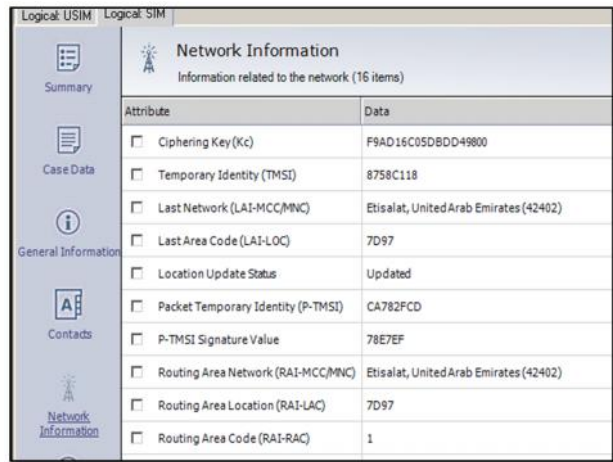 Logical: USIM Logical: SIM
Summary
Case Data
General Information
Contacts
Network
Information
Network Information
Information related to the network (16 items)
Attribute Data
Ciphering Key (Kc) F9AD16C05DBDD49800
Temporary Identity (TMSI) 8758C118
Last Network (LAI-MCC/MNC) Etisalat, United Arab Emirates (42402)
Last Area Code (LAI-LOC) 7D97
Location Update Status Updated
Packet Temporary Identity (P-TMSI) CA782FCD
P-TMSI Signature Value 78E7EF
Routing Area Network (RAI-MCC/MNC) Etisalat, United Arab Emirates (42402)
Routing Area Location (RAI-LAC) 7D97
Routing Area Code (RAI-RAC) 1